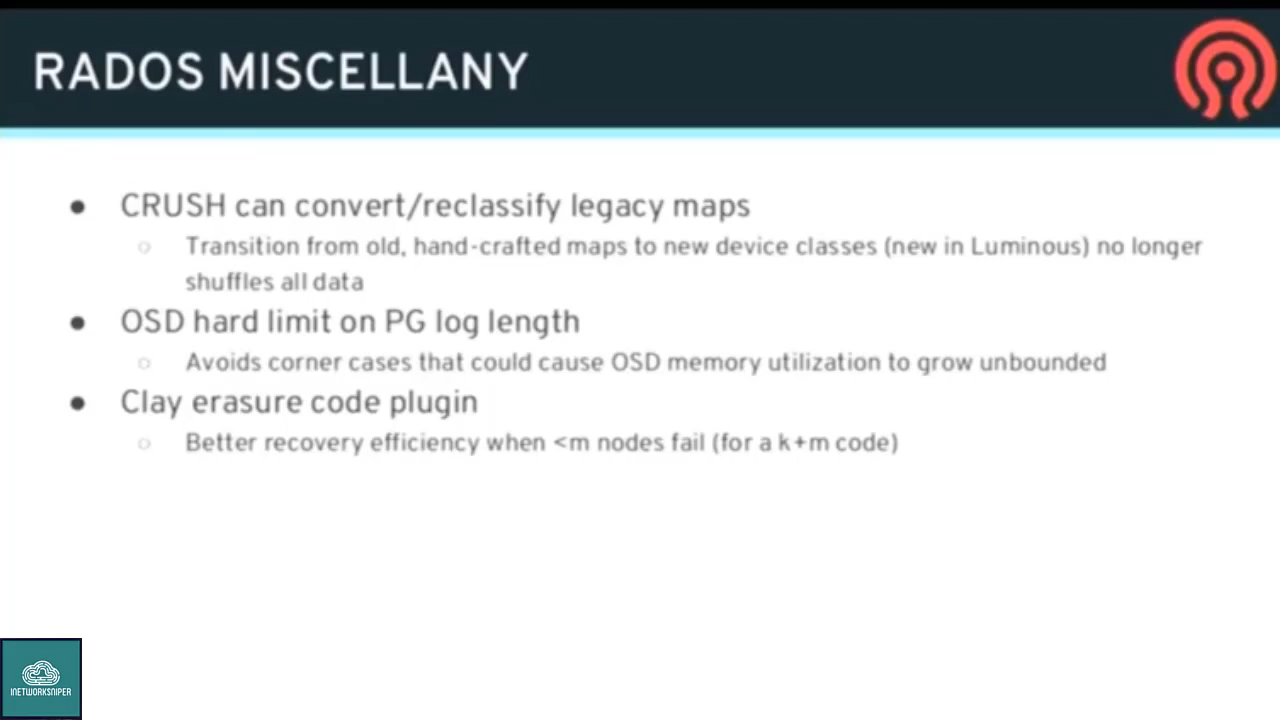 RADOS MISCELLANY
● CRUSH can convert/reclassify legacy maps
○ Transition from old, hand-crafted maps to new device classes (new in Luminous) no longer
shuffles all data
● OSD hard limit on PG log length
○ Avoids corner cases that could cause OSD memory utilization to grow unbounded
● Clay erasure code plugin
○ Better recovery efficiency when <m nodes fail (for a k+m code)
INETWORKSNIPER